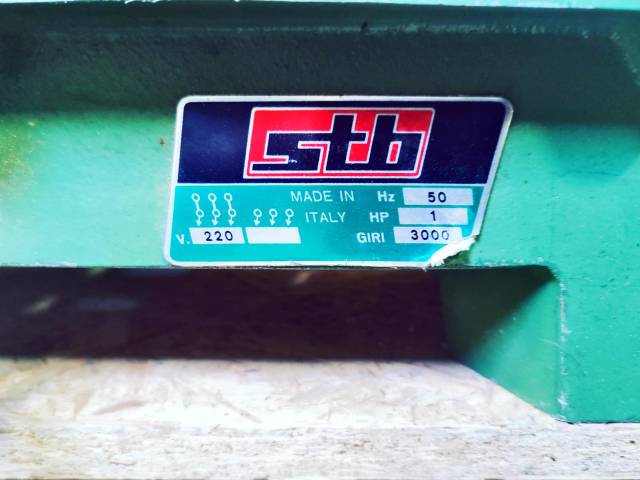 stb
MADE IN Hz 50
ITALY HP 1
V. 220 GIRI 3000